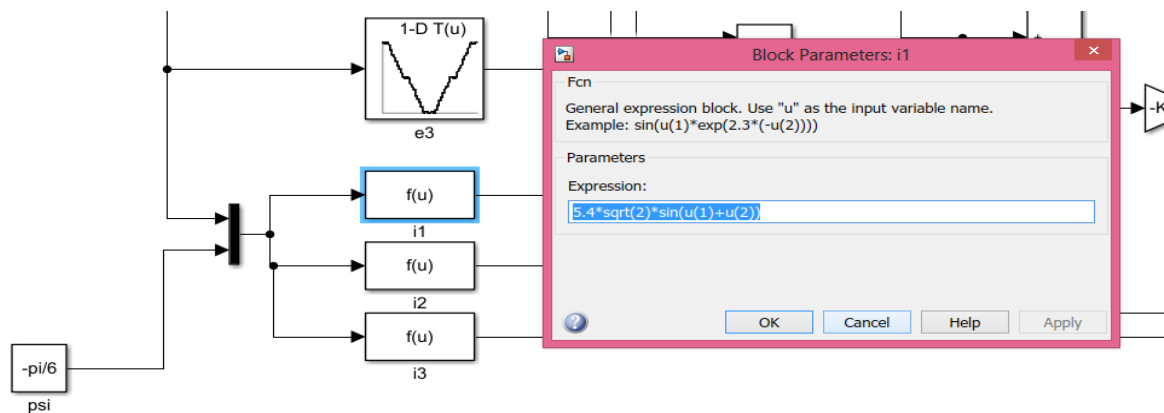 1-D T(u)
e3
f(u)
i1
f(u)
i2
f(u)
i3
-pi/6
psi
+
-K
Block Parameters: i1
×
Fcn
General expression block. Use "u" as the input variable name.
Example: sin(u(1)*exp(2.3*(-u(2))))
Parameters
Expression:
5.4*sqrt(2)*sin(u(1)+u(2))
?
OK
Cancel
Help
Apply